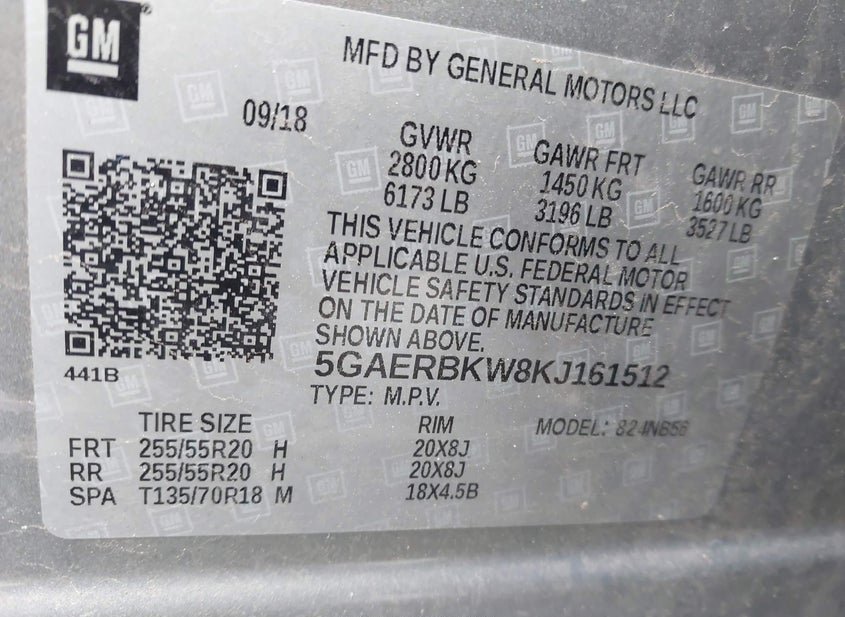 GM
MFD BY GENERAL MOTORS LLC
09/18
GVWR GAWR FRT GAWR RR
2800 KG 1450 KG 1600 KG
6173 LB 3196 LB 3527 LB
THIS VEHICLE CONFORMS TO ALL
APPLICABLE U.S. FEDERAL MOTOR
VEHICLE SAFETY STANDARDS IN EFFECT
ON THE DATE OF MANUFACTURE
SHOWN ABOVE.
5GAERBKW8KJ161512
441B
TYPE: M.P.V.
TIRE SIZE RIM MODEL: 824NB56
FRT 255/55R20 H 20X8J
RR 255/55R20 H 20X8J
SPA T135/70R18 M 18X4.5B